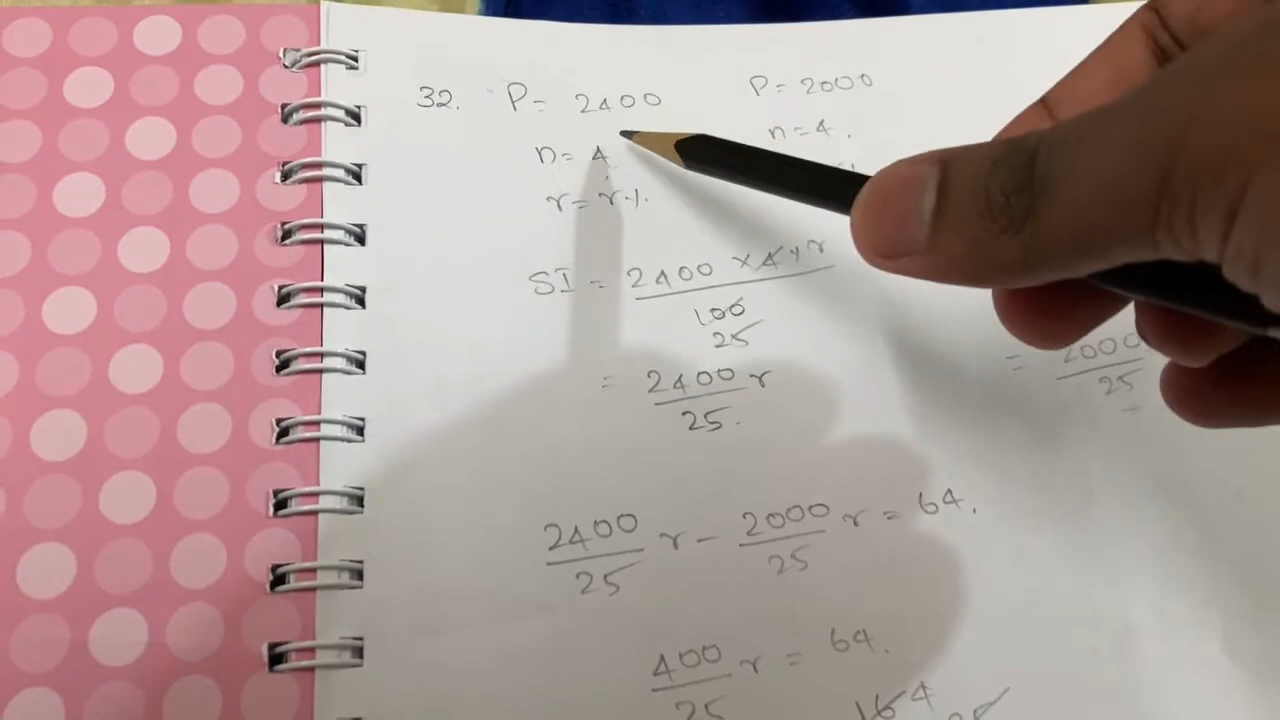 32. P = 2400
n = 4.
r = r%.
SI = 2400 × 4 × r
100
25
= 2400 r
25.
P = 2000
n = 4.
= 2000
25
2400 r - 2000 r = 64.
25 25
400 r = 64.
25